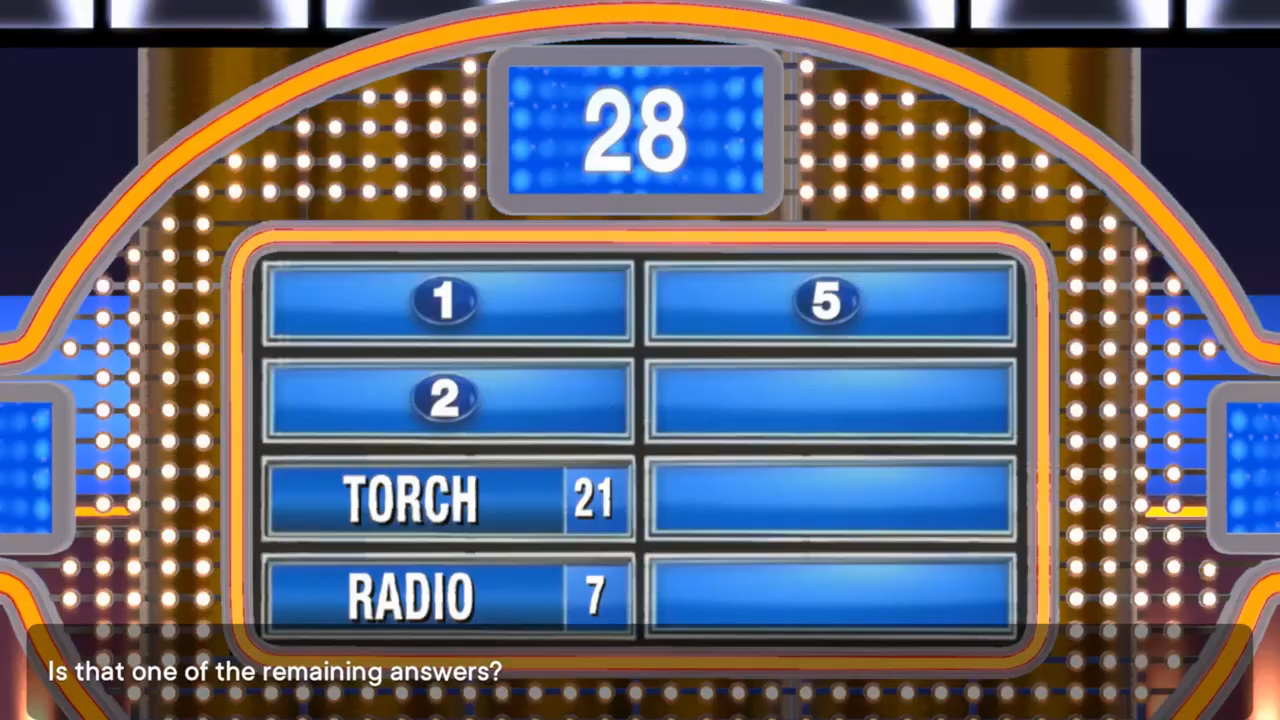 28
1
5
2
TORCH 21
RADIO 7
Is that one of the remaining answers?